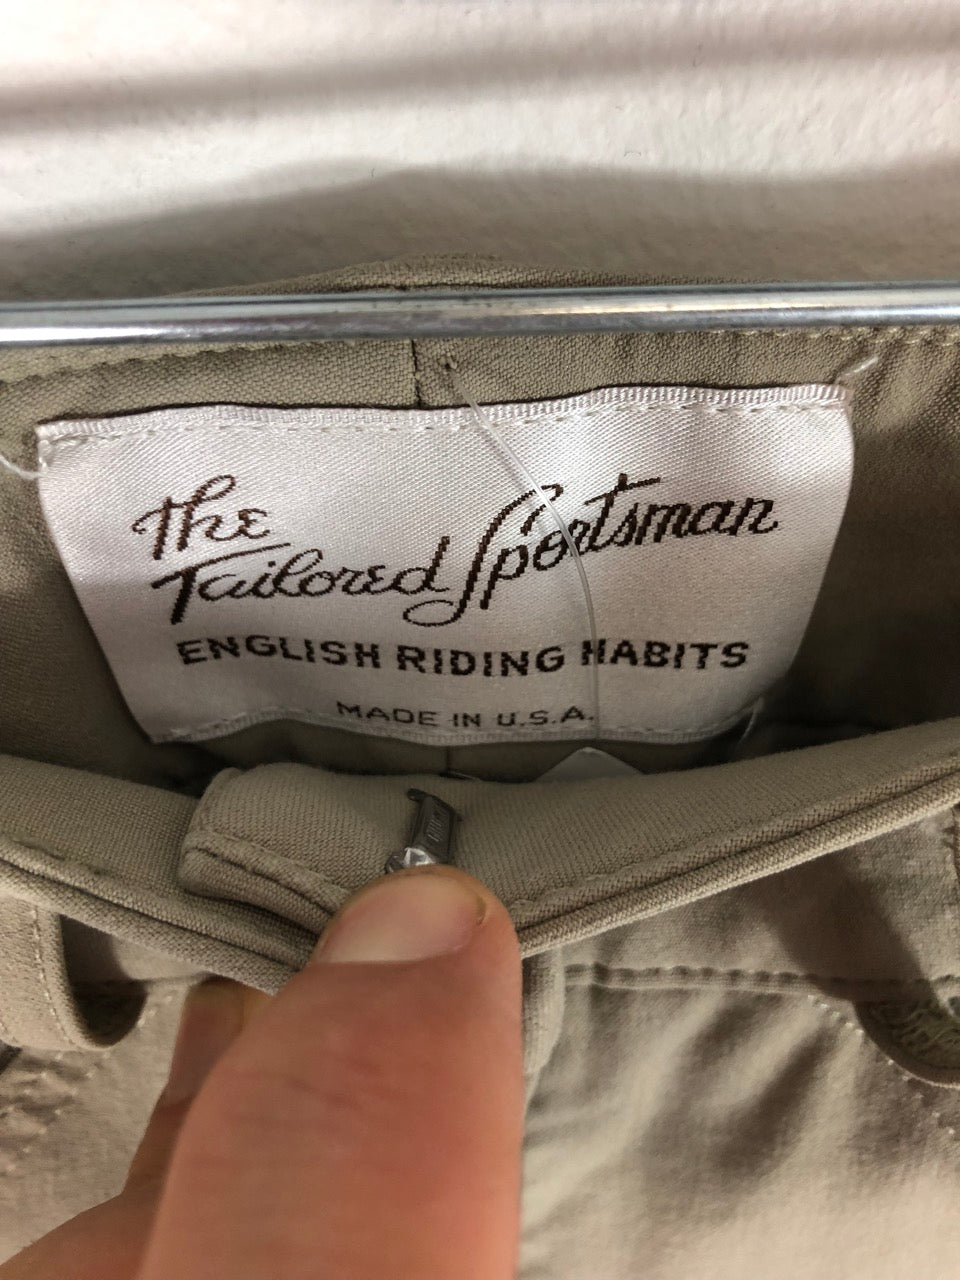 The
Tailored Sportsman
ENGLISH RIDING HABITS
MADE IN U.S.A.